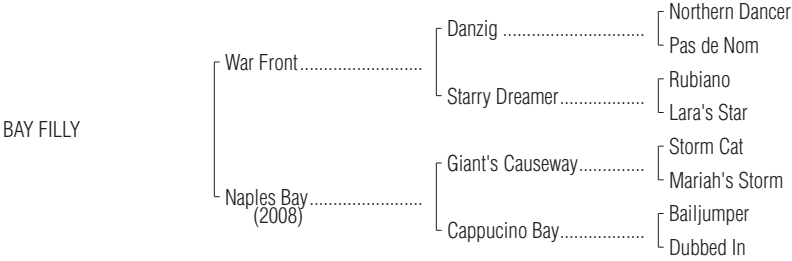 Northern Dancer
Danzig ..............................
Pas de Nom
War Front..........................
Rubiano
Starry Dreamer..................
Lara's Star
BAY FILLY
Storm Cat
Giant's Causeway..............
Mariah's Storm
Naples Bay........................
(2008)
Bailjumper
Cappucino Bay..................
Dubbed In